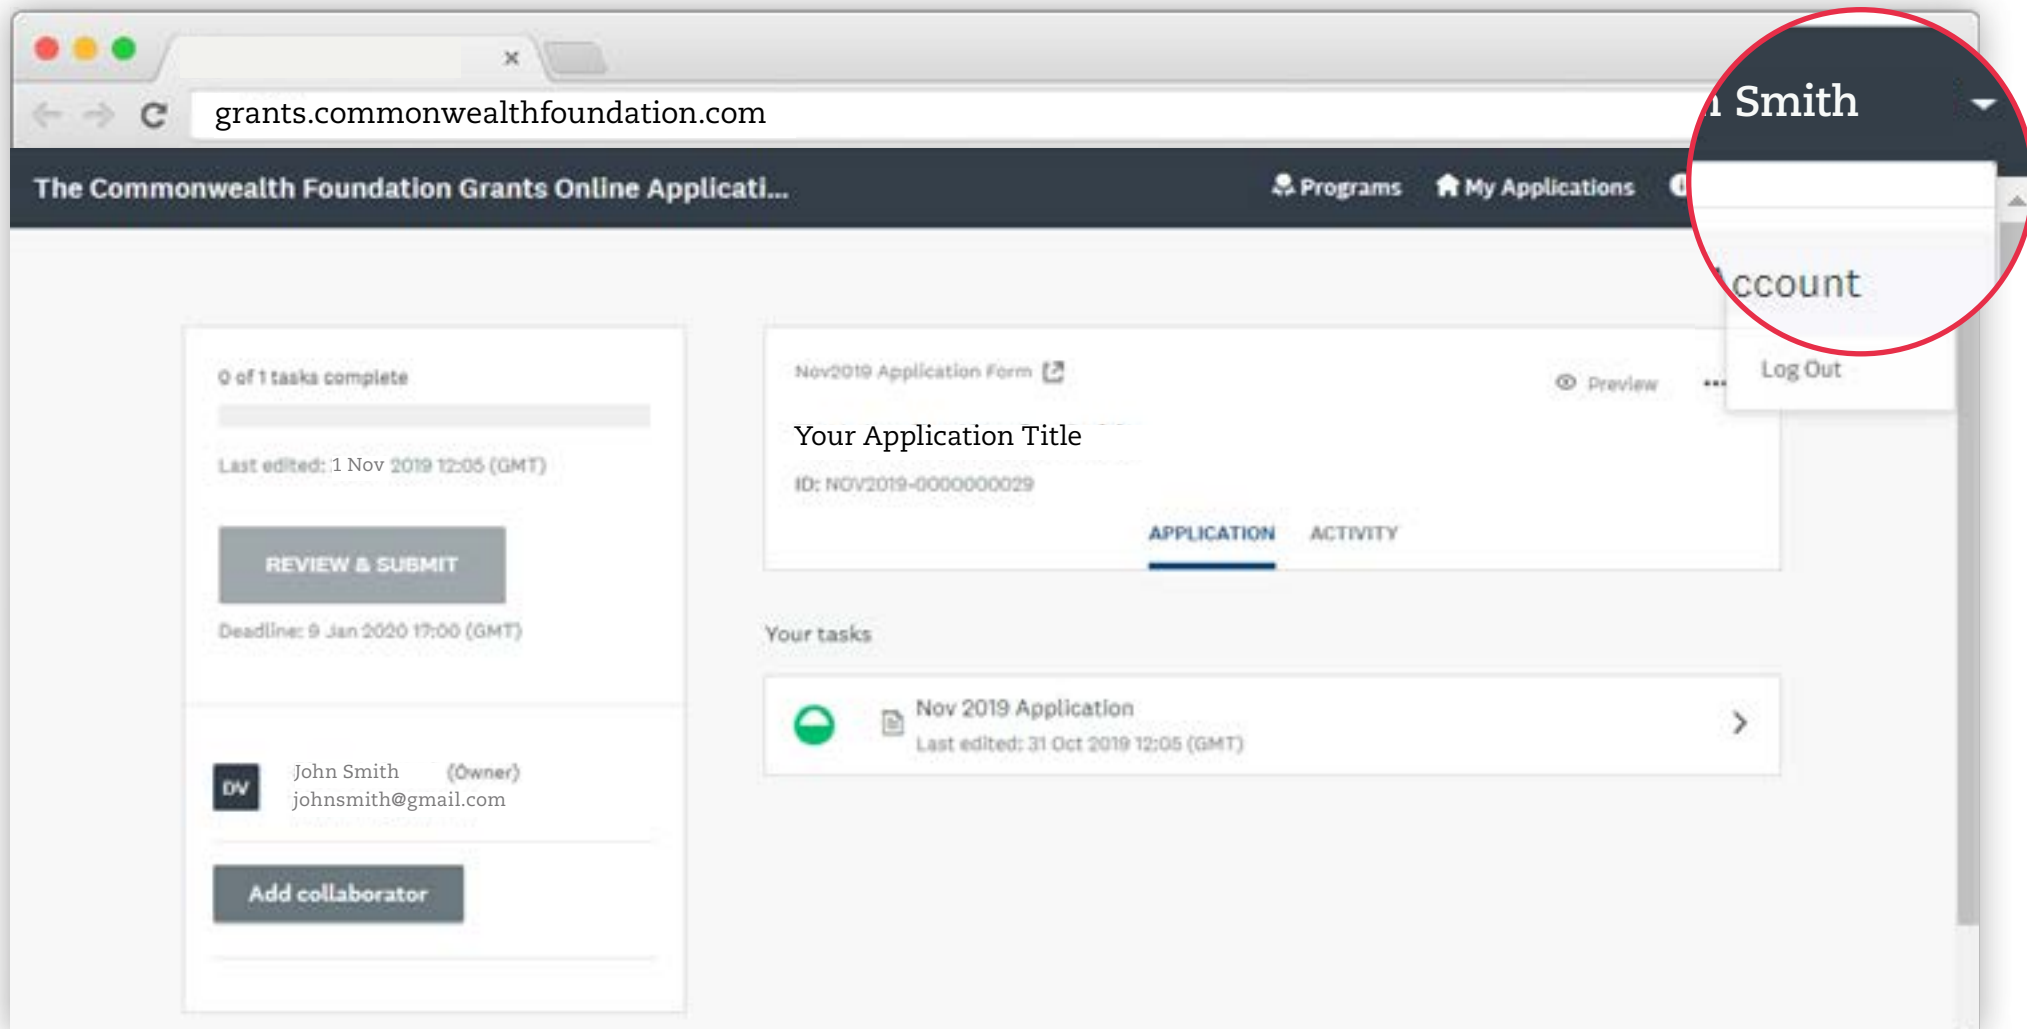 grants.commonwealthfoundation.com
Smith
The Commonwealth Foundation Grants Online Applicati...
Programs
My Applications
ccount
Log Out
0 of 1 tasks complete
Last edited: 1 Nov 2019 12:05 (GMT)
REVIEW & SUBMIT
Deadline: 9 Jan 2020 17:00 (GMT)
DV
John Smith (Owner)
johnsmith@gmail.com
Add collaborator
Nov2019 Application Form
Preview
Your Application Title
ID: NOV2019-0000000029
APPLICATION
ACTIVITY
Your tasks
Nov 2019 Application
Last edited: 31 Oct 2019 12:05 (GMT)